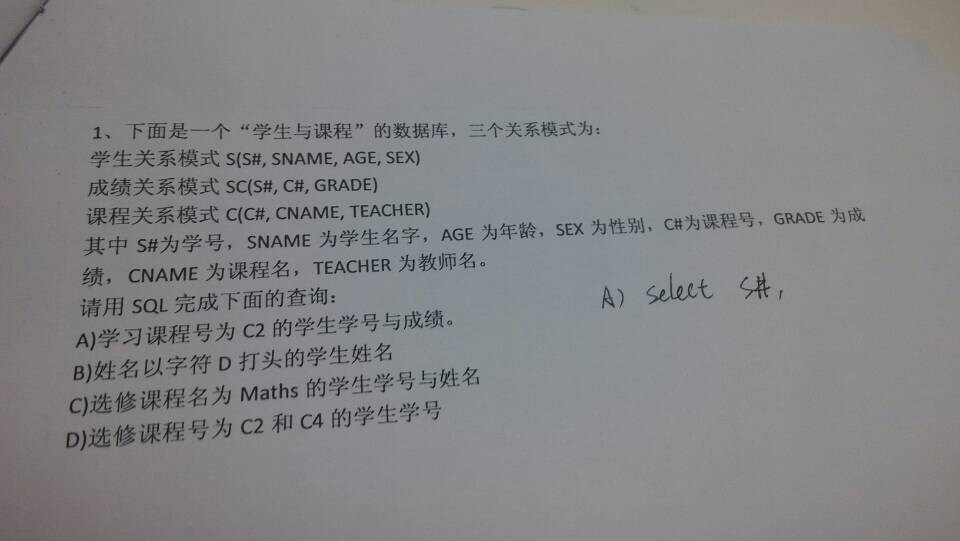 1、下面是一个“学生与课程”的数据库，三个关系模式为：
学生关系模式 S(S#, SNAME, AGE, SEX)
成绩关系模式 SC(S#, C#, GRADE)
课程关系模式 C(C#, CNAME, TEACHER)
其中 S#为学号，SNAME 为学生名字，AGE 为年龄，SEX 为性别，C#为课程号，GRADE 为成
绩，CNAME 为课程名，TEACHER 为教师名。
请用 SQL 完成下面的查询：
A)学习课程号为 C2 的学生学号与成绩。
B)姓名以字符 D 打头的学生姓名
C)选修课程名为 Maths 的学生学号与姓名
D)选修课程号为 C2 和 C4 的学生学号
A) select S#,